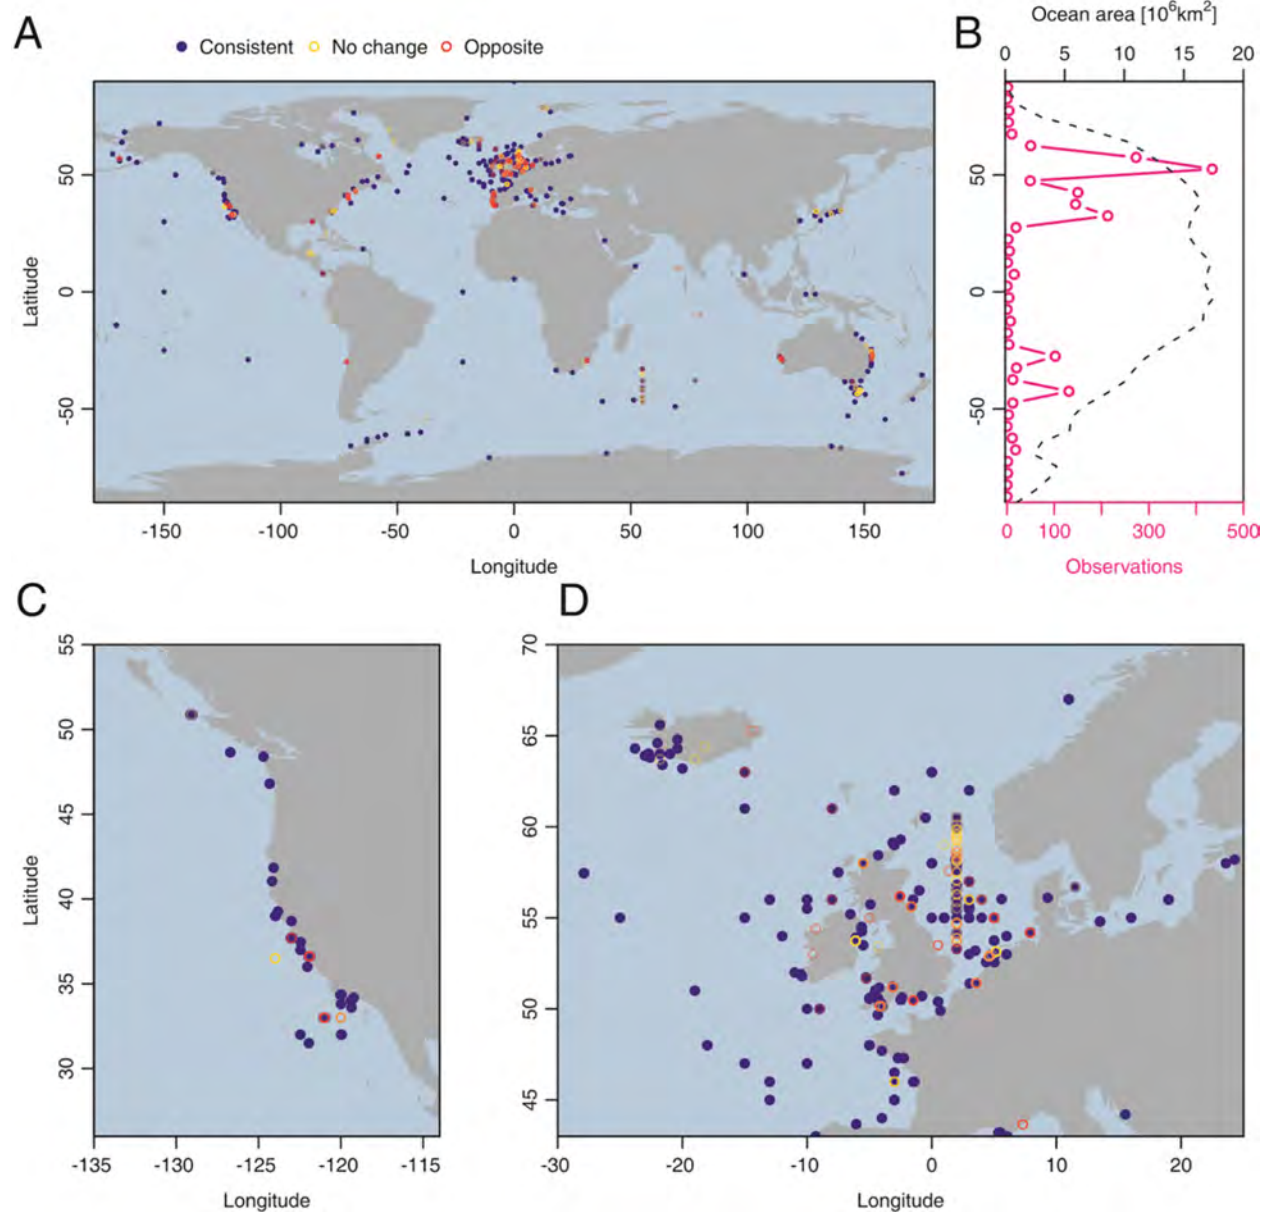 A
Consistent No change Opposite
B
Ocean area [10⁶km²]
0 5 11 20
50
0
-50
Latitude
-150 -100 -50 0 50 100 150
Longitude
50
0
-50
0 100 300 500
Observations
C
55
50
45
40
35
30
Latitude
-135 -130 -125 -120 -115
Longitude
D
70
65
60
55
50
45
-30 -20 -10 0 10 20
Longitude